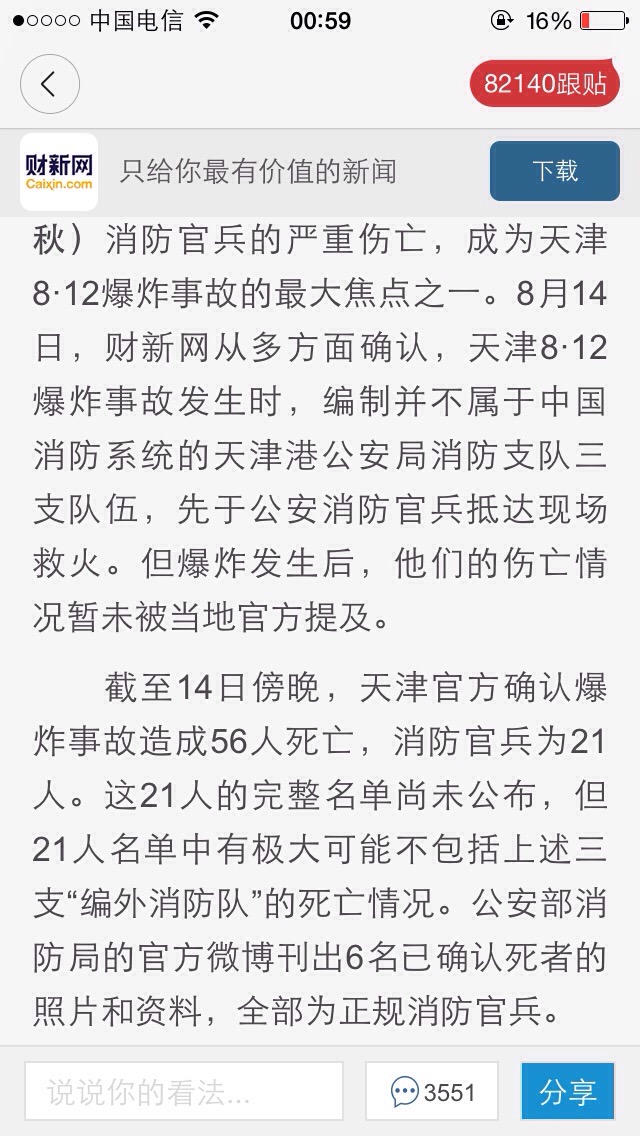 中国电信 00:59 16%
82140跟贴
财新网
Caixin.com
只给你最有价值的新闻
下载
秋）消防官兵的严重伤亡，成为天津
8·12爆炸事故的最大焦点之一。8月14
日，财新网从多方面确认，天津8·12
爆炸事故发生时，编制并不属于中国
消防系统的天津港公安局消防支队三
支队伍，先于公安消防官兵抵达现场
救火。但爆炸发生后，他们的伤亡情
况暂未被当地官方提及。
截至14日傍晚，天津官方确认爆
炸事故造成56人死亡，消防官兵为21
人。这21人的完整名单尚未公布，但
21人名单中有极大可能不包括上述三
支“编外消防队”的死亡情况。公安部消
防局的官方微博刊出6名已确认死者的
照片和资料，全部为正规消防官兵。
说说你的看法...
3551
分享